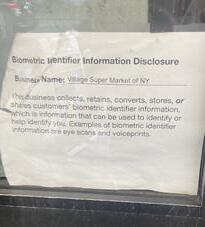 Biometric Identifier Information Disclosure
Business Name: Village Super Market of NY
This business collects, retains, converts, stores, or
shares customers' biometric identifier information,
which is information that can be used to identify or
help identify you. Examples of biometric identifier
information are eye scans and voiceprints.